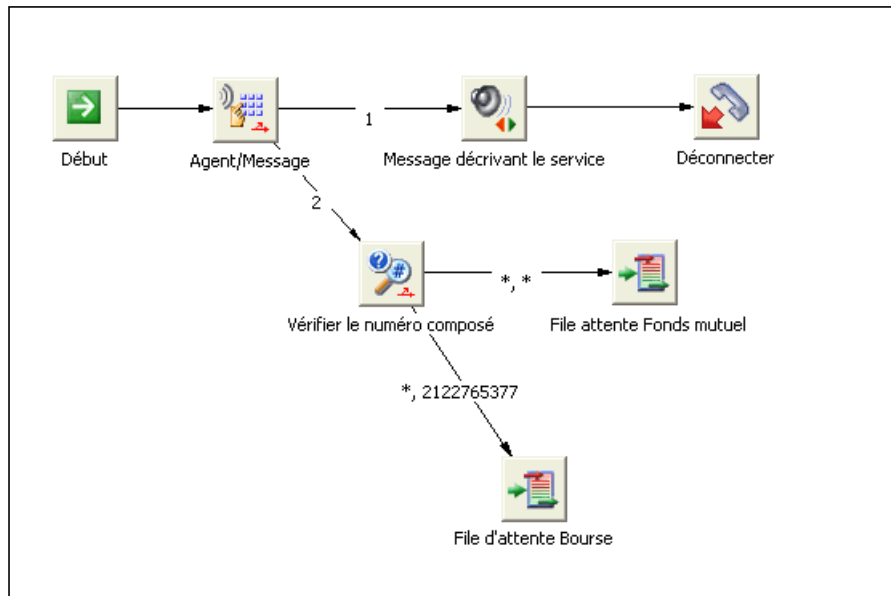 1
Début
Agent/Message
Message décrivant le service
Déconnecter
2
*, *
Vérifier le numéro composé
File attente Fonds mutuel
*, 2122765377
File d'attente Bourse